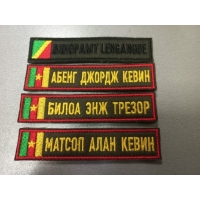 АБЕНГ ДЖОРДЖ КЕВИН
БИЛОА ЭНЖ ТРЕЗОР
МАТСОП АЛАН КЕВИН